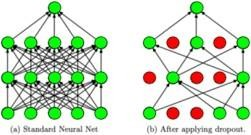 (a) Standard Neural Net
(b) After applying dropout.